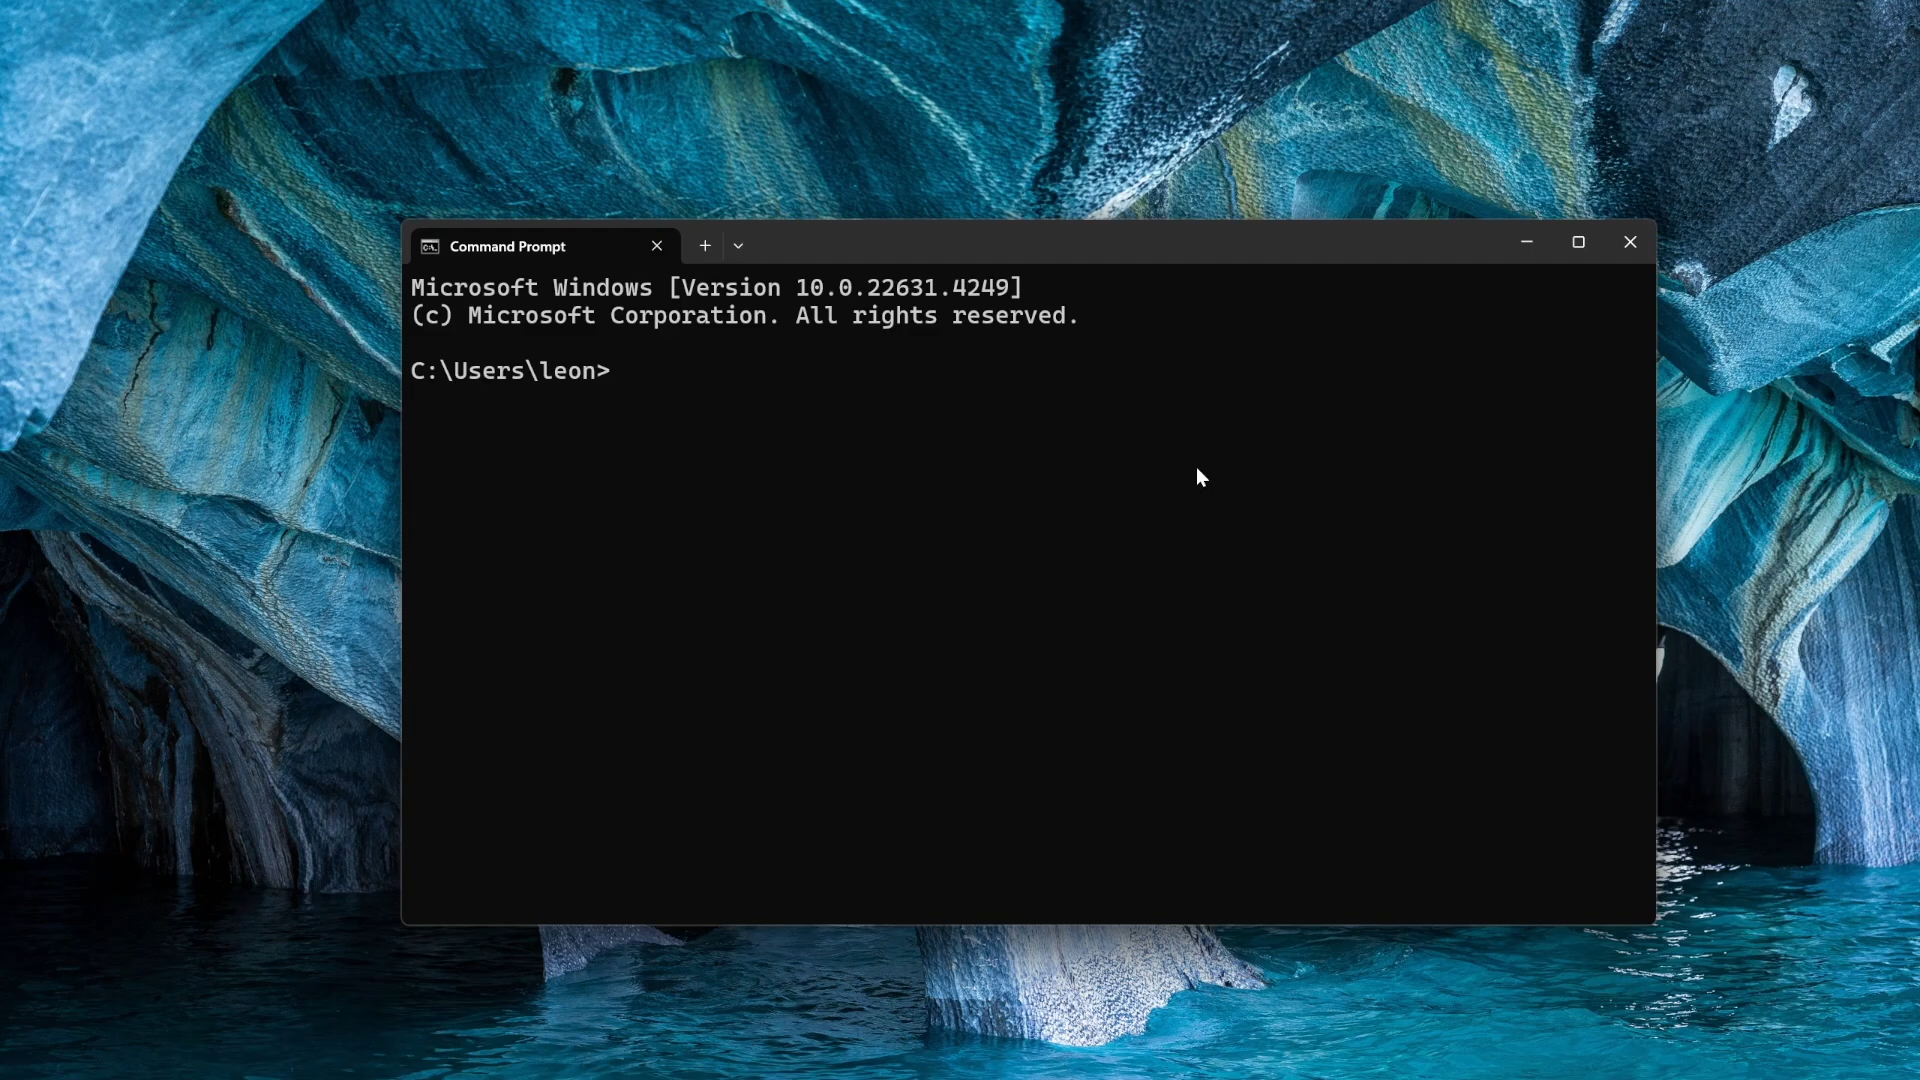 Command Prompt
Microsoft Windows [Version 10.0.22631.4249]
(c) Microsoft Corporation. All rights reserved.
C:\Users\leon>